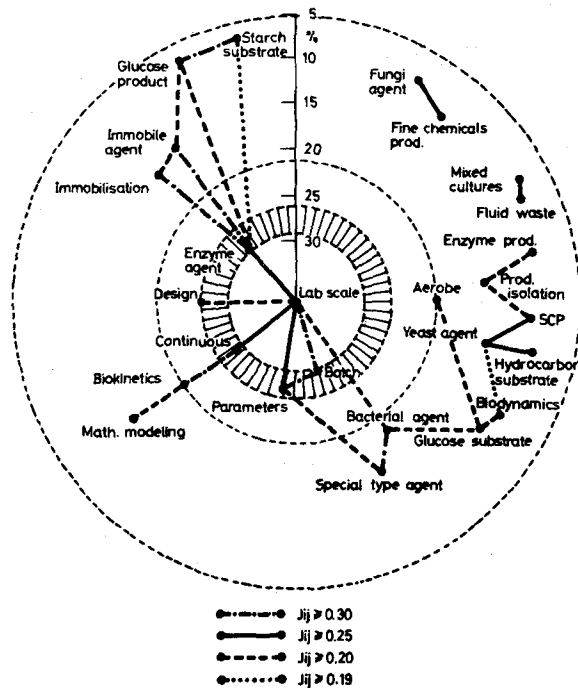 5
%
10
15
20
25
30
Starch
substrate
Glucose
product
Immobile
agent
Immobilisation
Enzyme
agent
Fungi
agent
Fine chemicals
prod.
Mixed
cultures
Fluid waste
Enzyme prod.
Prod.
isolation
SCP
Aerobe
Yeast agent
Hydrocarbon
substrate
Biodynamics
Glucose substrate
Lab scale
Design
Continuous
Biokinetics
Math. modeling
Parameters
Batch
Bacterial agent
Special type agent
Jij ⩾ 0.30
Jij ⩾ 0.25
Jij ⩾ 0.20
Jij ⩾ 0.19